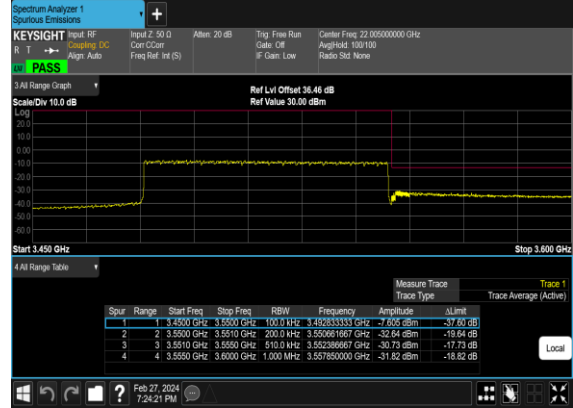 Spectrum Analyzer 1
Spurious Emissions
+
KEYSIGHT Input: RF Input Z: 50 Ω Atten: 20 dB Trig: Free Run Center Freq: 22.005000000 GHz
R T Coupling: DC Corr CCorr Gate: Off Avg|Hold: 100/100
Align: Auto Freq Ref: Int (S) IF Gain: Low Radio Std: None
PASS
3 All Range Graph
Ref Lvl Offset 36.46 dB
Scale/Div 10.0 dB Ref Value 30.00 dBm
Log
20.0
10.0
0.00
-10.0
-20.0
-30.0
-40.0
-50.0
-60.0
Start 3.450 GHz Stop 3.600 GHz
4 All Range Table
Measure Trace Trace 1
Trace Type Trace Average (Active)
Spur Range Start Freq Stop Freq RBW Frequency Amplitude ΔLimit
1 1 3.4500 GHz 3.5500 GHz 100.0 kHz 3.492833333 GHz -7.605 dBm -37.60 dB
2 2 3.5500 GHz 3.5510 GHz 200.0 kHz 3.550661667 GHz -32.64 dBm -19.64 dB
3 3 3.5510 GHz 3.5550 GHz 510.0 kHz 3.552386667 GHz -30.73 dBm -17.73 dB
4 4 3.5550 GHz 3.6000 GHz 1.000 MHz 3.557850000 GHz -31.82 dBm -18.82 dB
Local
? Feb 27, 2024
7:24:21 PM